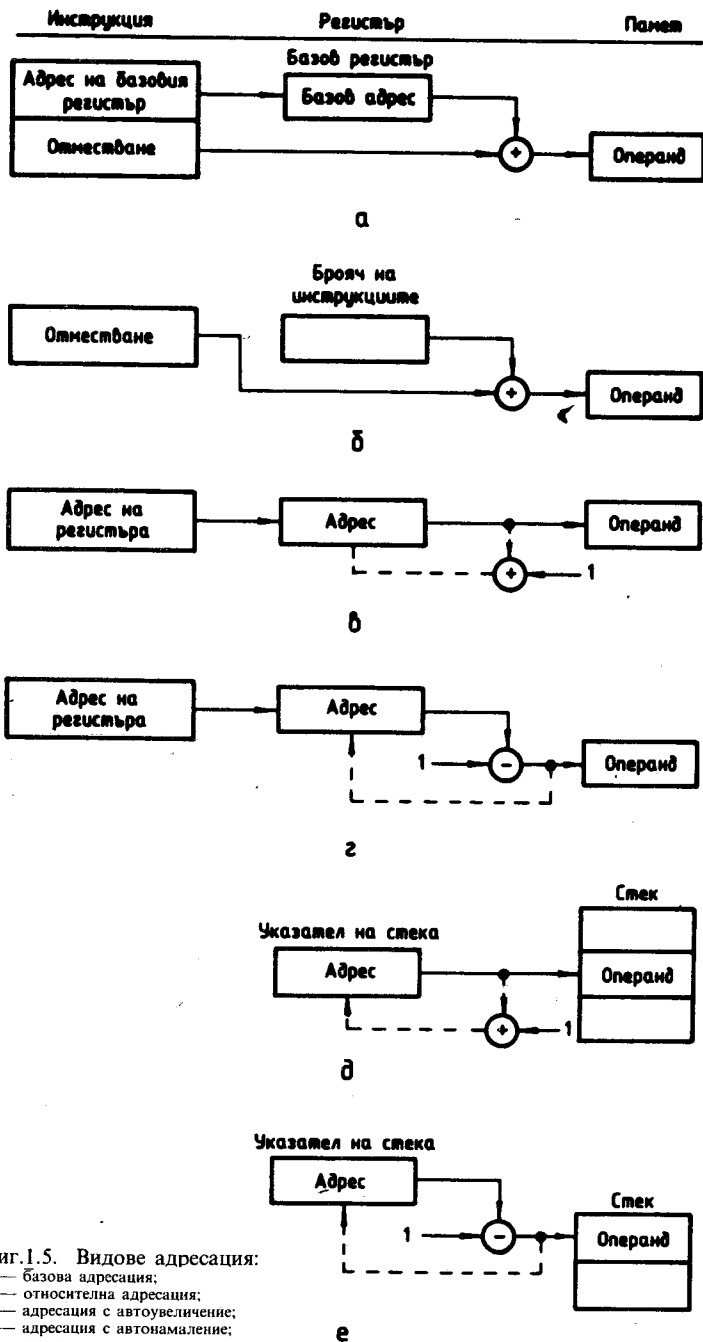 Инструкция Регистър Памет
Базов регистър
Адрес на базовия
регистър
Базов адрес
Отместване
+
Операнд
а
Брояч на
инструкциите
Отместване
+
Операнд
б
Адрес на
регистъра
Адрес
Операнд
+
1
в
Адрес на
регистъра
Адрес
1
−
Операнд
г
Стек
Указател на стека
Адрес
Операнд
+
1
д
Указател на стека
Адрес
Стек
1
−
Операнд
иг.1.5. Видове адресация:
— базова адресация;
— относителна адресация;
— адресация с автоувеличение;
— адресация с автонамаление;
е